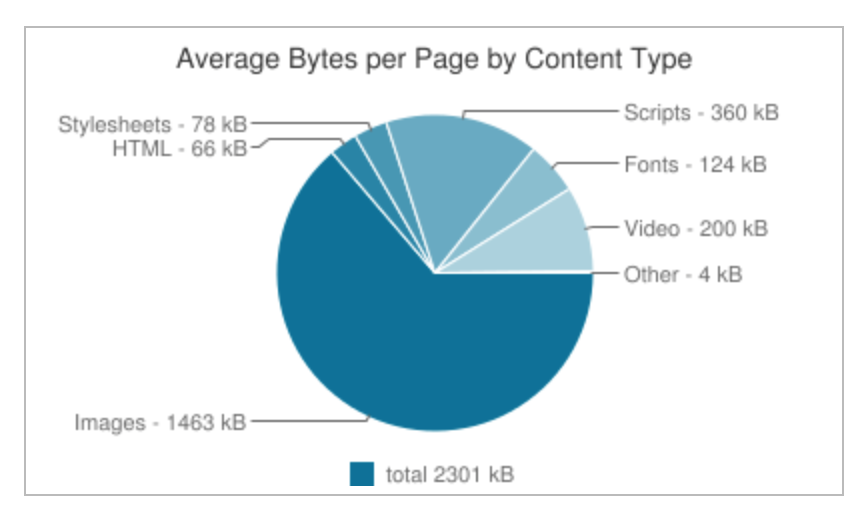 Average Bytes per Page by Content Type
Stylesheets - 78 kB
HTML - 66 kB
Scripts - 360 kB
Fonts - 124 kB
Video - 200 kB
Other - 4 kB
Images - 1463 kB
total 2301 kB